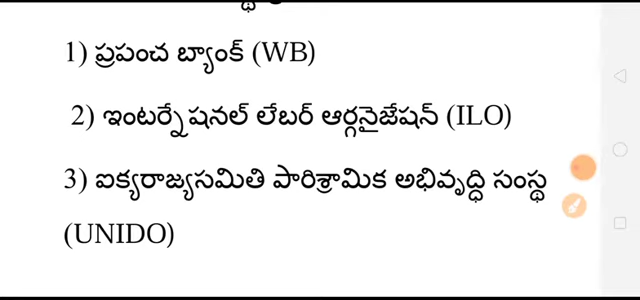 1) ప్రపంచ బ్యాంక్ (WB)
2) ఇంటర్నేషనల్ లేబర్ ఆర్గనైజేషన్ (ILO)
3) ఐక్యరాజ్యసమితి పారిశ్రామిక అభివృద్ధి సంస్థ
(UNIDO)